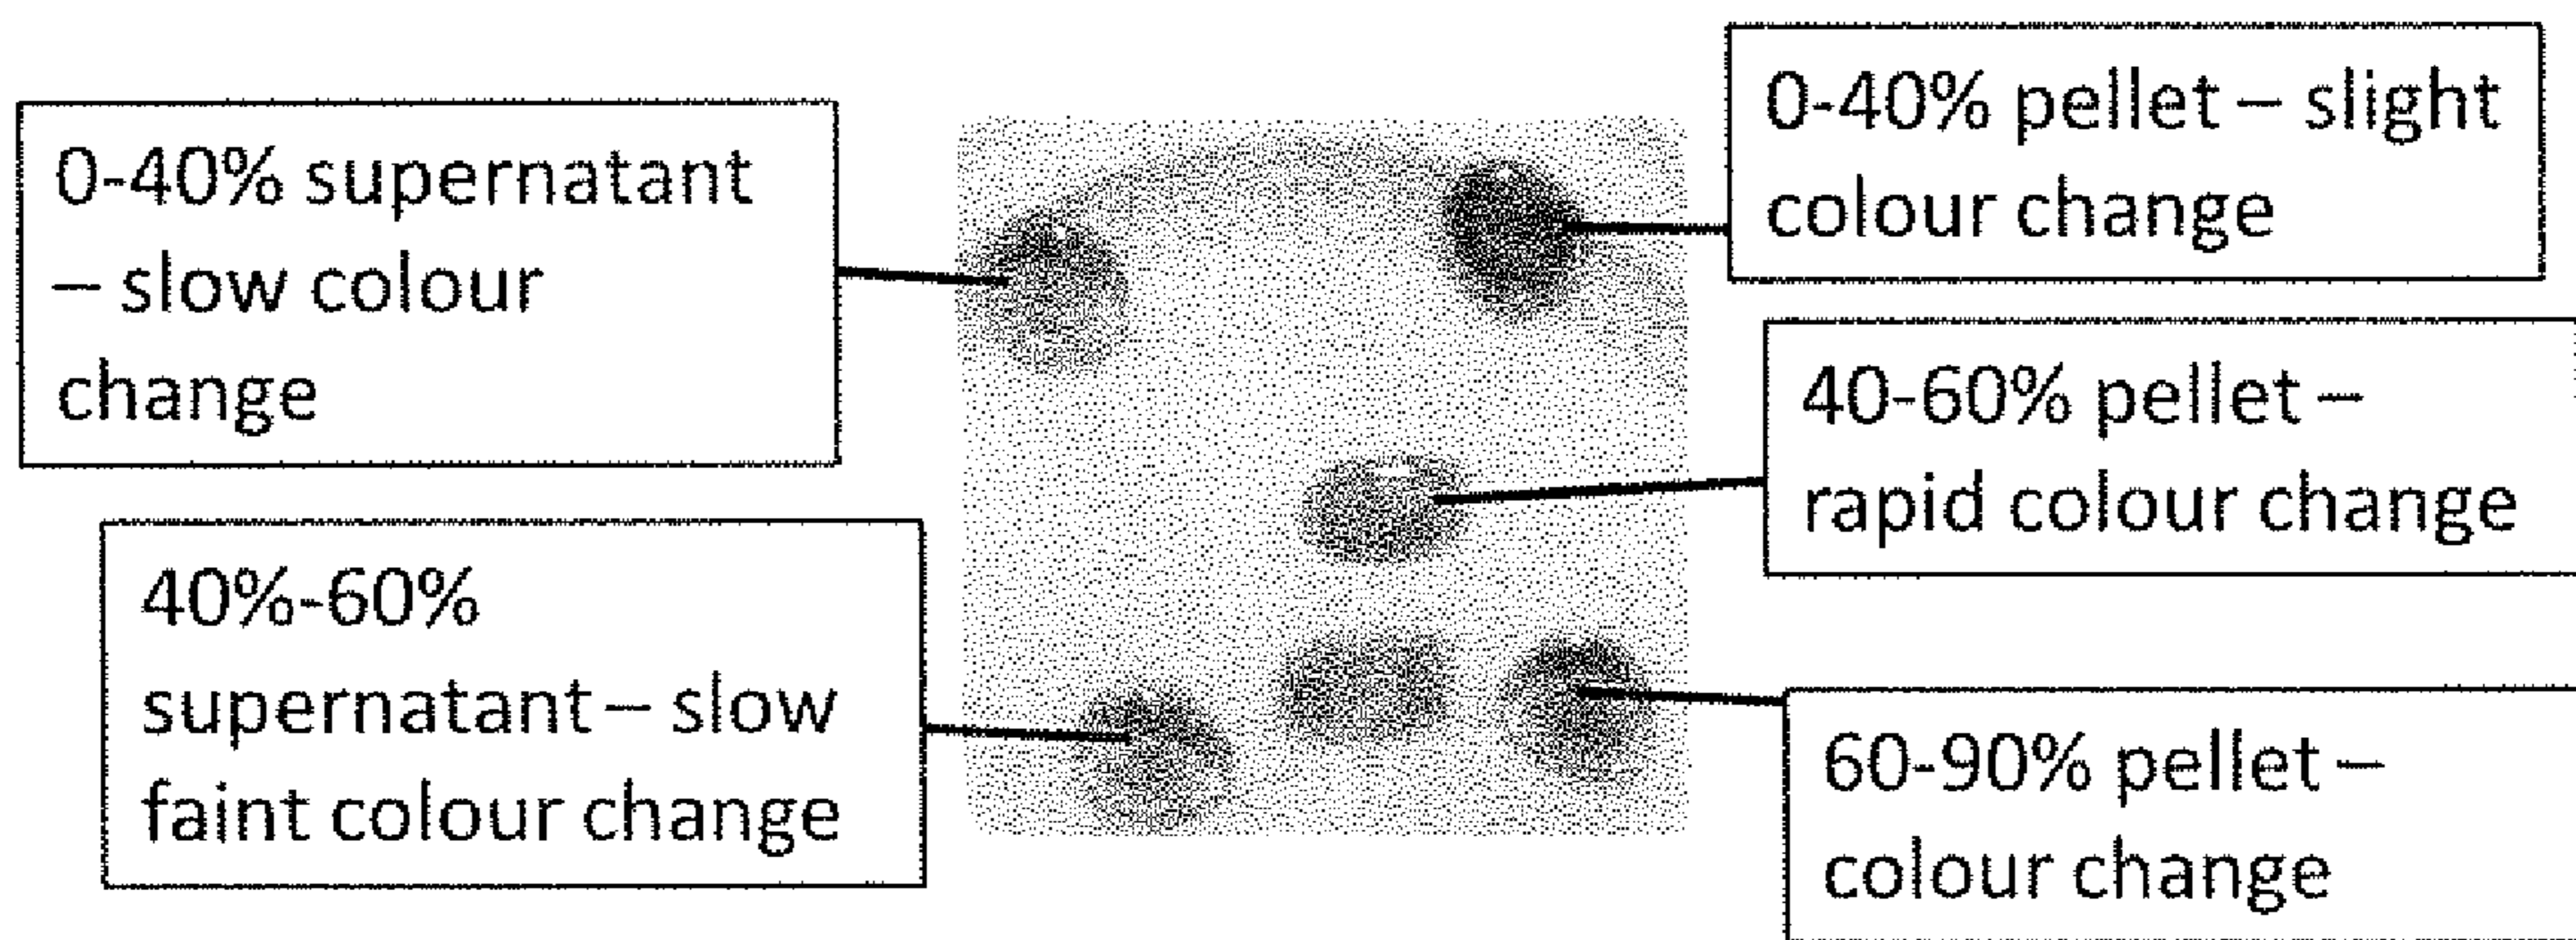 0-40% supernatant
– slow colour
change
40%-60%
supernatant – slow
faint colour change
0-40% pellet – slight
colour change
40-60% pellet –
rapid colour change
60-90% pellet –
colour change